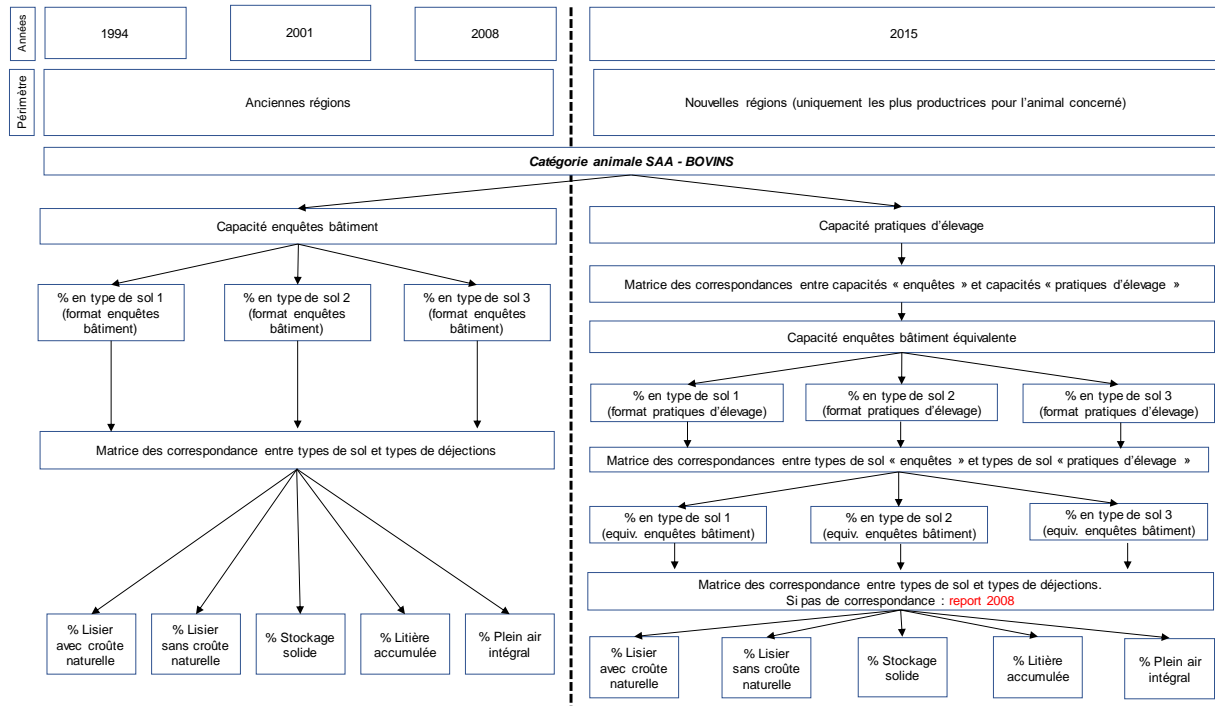 Années
1994
2001
2008
2015
Périmètre
Anciennes régions
Nouvelles régions (uniquement les plus productrices pour l'animal concerné)
Catégorie animale SAA - BOVINS
Capacité enquêtes bâtiment
Capacité pratiques d'élevage
Matrice des correspondances entre capacités « enquêtes » et capacités « pratiques d'élevage »
Capacité enquêtes bâtiment équivalente
% en type de sol 1
(format enquêtes
bâtiment)
% en type de sol 2
(format enquêtes
bâtiment)
% en type de sol 3
(format enquêtes
bâtiment)
% en type de sol 1
(format pratiques d'élevage)
% en type de sol 2
(format pratiques d'élevage)
% en type de sol 3
(format pratiques d'élevage)
Matrice des correspondance entre types de sol et types de déjections
Matrice des correspondances entre types de sol « enquêtes » et types de sol « pratiques d'élevage »
% en type de sol 1
(equiv. enquêtes bâtiment)
% en type de sol 2
(equiv. enquêtes bâtiment)
% en type de sol 3
(equiv. enquêtes bâtiment)
Matrice des correspondance entre types de sol et types de déjections.
Si pas de correspondance : report 2008
% Lisier
avec croûte
naturelle
% Lisier
sans croûte
naturelle
% Stockage
solide
% Litière
accumulée
% Plein air
intégral
% Lisier
avec croûte
naturelle
% Lisier
sans croûte
naturelle
% Stockage
solide
% Litière
accumulée
% Plein air
intégral